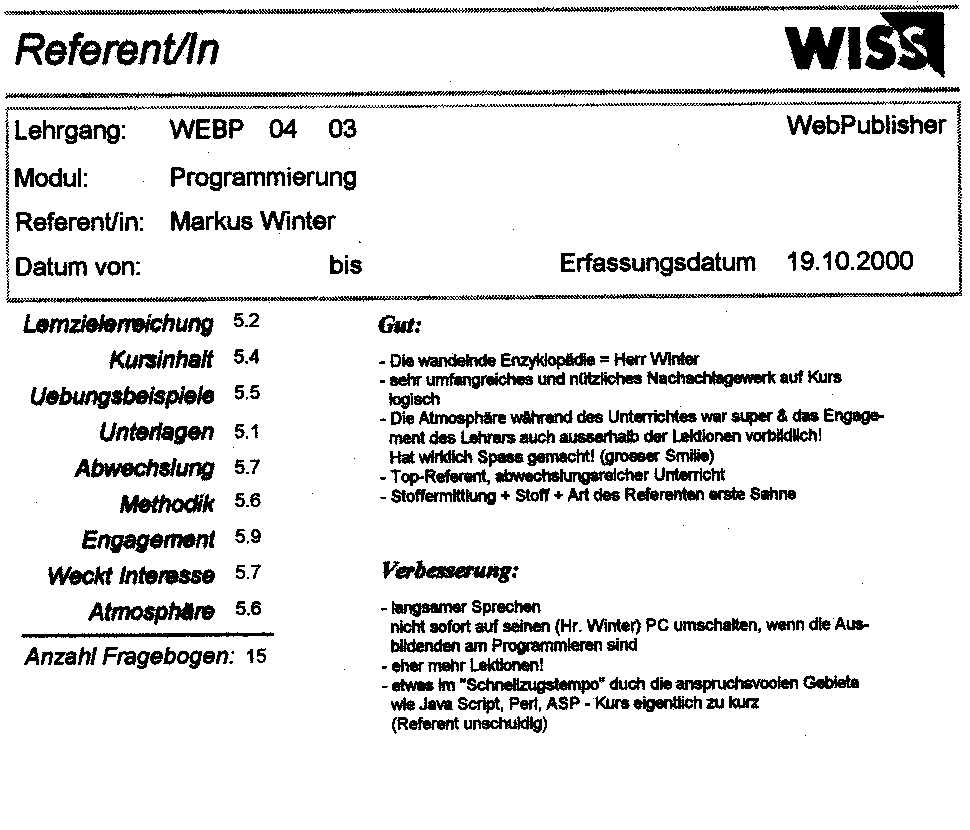 Referent/in
WISS
Lehrgang: WEBP 04 03 WebPublisher
Modul: Programmierung
Referent/in: Markus Winter
Datum von: bis Erfassungsdatum 19.10.2000
Lernzielerreichung 5.2
Kursinhalt 5.4
Uebungsbeispiele 5.5
Unterlagen 5.1
Abwechslung 5.7
Methodik 5.6
Engagement 5.9
Weckt Interesse 5.7
Atmosphäre 5.6
Anzahl Fragebogen: 15
Gut:
- Die wandelnde Enzyklopädie = Herr Winter
- sehr umfangreiches und nützliches Nachschlagewerk auf Kurs
logisch
- Die Atmosphäre während des Unterrichtes war super & das Engage-
ment des Lehrers auch ausserhalb der Lektionen vorbildlich!
Hat wirklich Spass gemacht! (grosser Smilie)
- Top-Referent, abwechslungsreicher Unterricht
- Stoffermittlung + Stoff + Art des Referenten erste Sahne
Verbesserung:
- langsamer Sprechen
nicht sofort auf seinen (Hr. Winter) PC umschalten, wenn die Aus-
bildenden am Programmieren sind
- eher mehr Lektionen!
- etwas im "Schnellzugstempo" duch die anspruchsvoolen Gebiete
wie Java Script, Perl, ASP - Kurs eigentlich zu kurz
(Referent unschuldig)